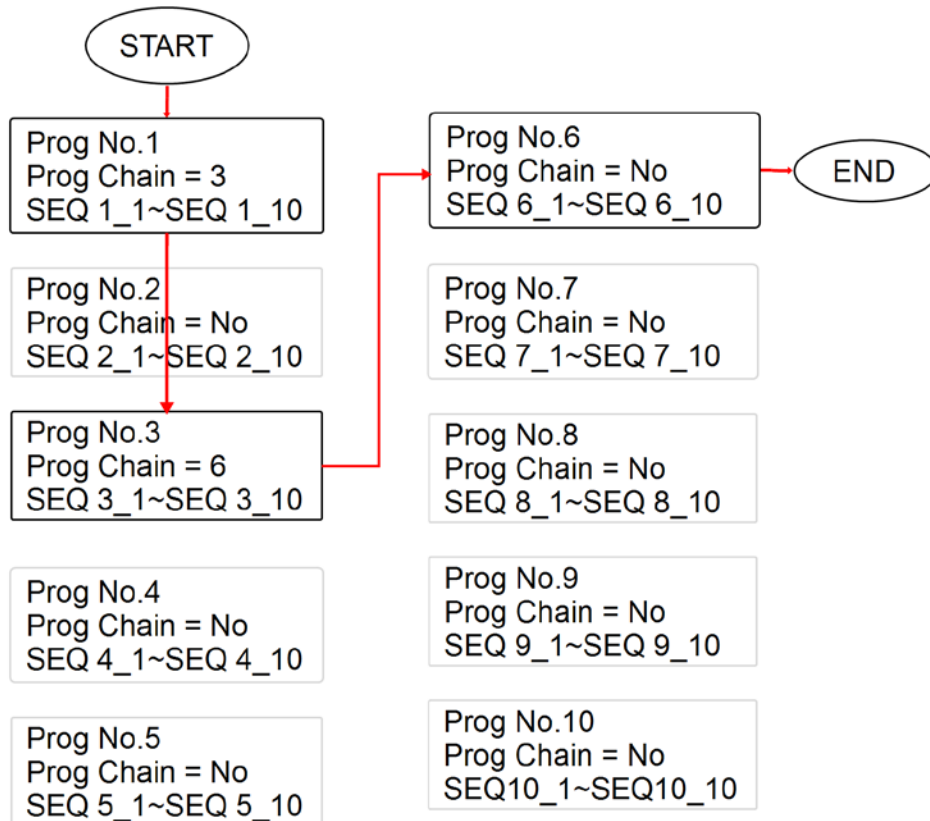 START
Prog No.1
Prog Chain = 3
SEQ 1_1~SEQ 1_10
Prog No.2
Prog Chain = No
SEQ 2_1~SEQ 2_10
Prog No.3
Prog Chain = 6
SEQ 3_1~SEQ 3_10
Prog No.4
Prog Chain = No
SEQ 4_1~SEQ 4_10
Prog No.5
Prog Chain = No
SEQ 5_1~SEQ 5_10
Prog No.6
Prog Chain = No
SEQ 6_1~SEQ 6_10
END
Prog No.7
Prog Chain = No
SEQ 7_1~SEQ 7_10
Prog No.8
Prog Chain = No
SEQ 8_1~SEQ 8_10
Prog No.9
Prog Chain = No
SEQ 9_1~SEQ 9_10
Prog No.10
Prog Chain = No
SEQ10_1~SEQ10_10